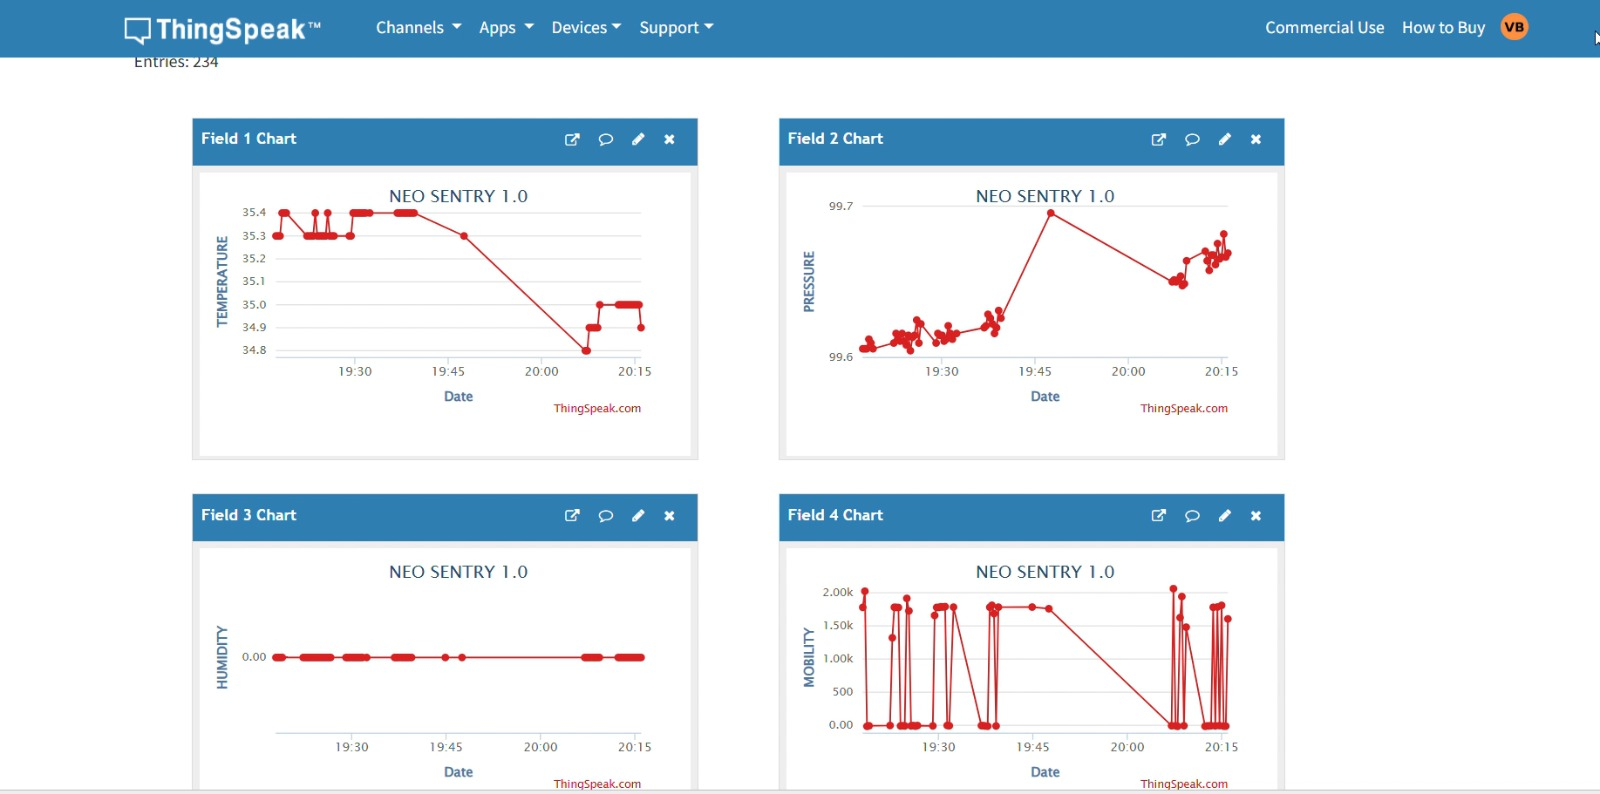 ThingSpeak™ Channels Apps Devices Support Commercial Use How to Buy VB
Entries: 234
Field 1 Chart
NEO SENTRY 1.0
TEMPERATURE
35.4
35.3
35.2
35.1
35.0
34.9
34.8
19:30 19:45 20:00 20:15
Date
ThingSpeak.com
Field 2 Chart
NEO SENTRY 1.0
PRESSURE
99.7
99.6
19:30 19:45 20:00 20:15
Date
ThingSpeak.com
Field 3 Chart
NEO SENTRY 1.0
HUMIDITY
0.00
19:30 19:45 20:00 20:15
Date
ThingSpeak.com
Field 4 Chart
NEO SENTRY 1.0
MOBILITY
2.00k
1.50k
1.00k
500
0.00
19:30 19:45 20:00 20:15
Date
ThingSpeak.com